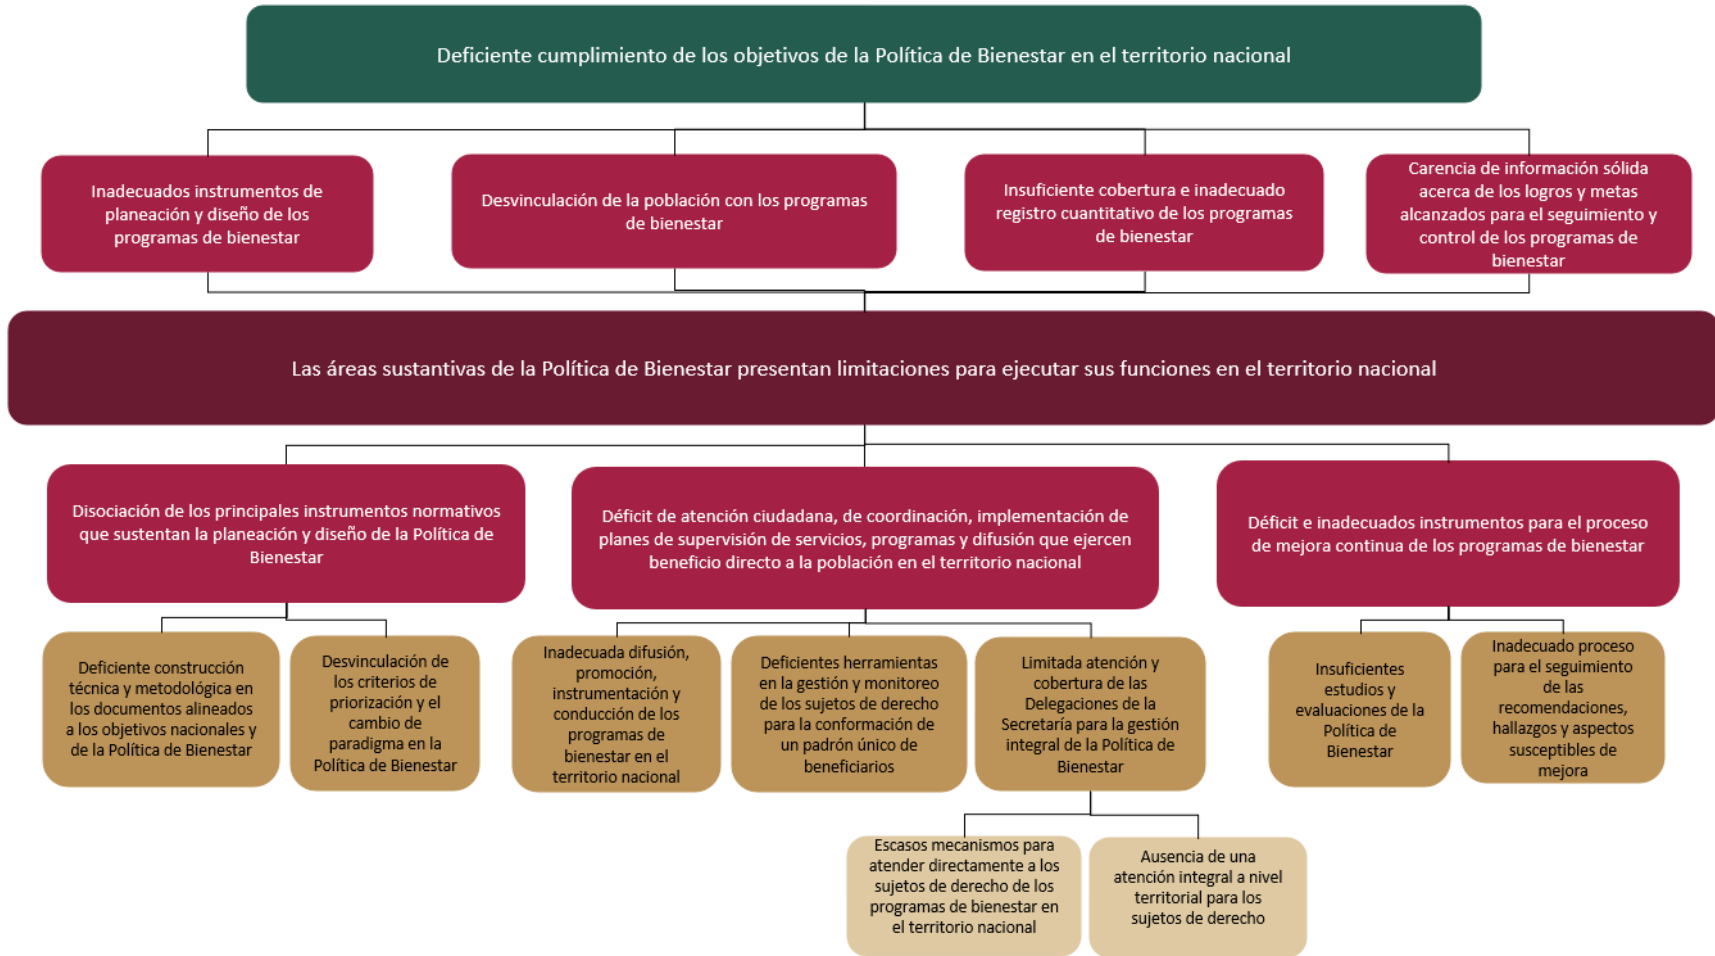 Deficiente cumplimiento de los objetivos de la Política de Bienestar en el territorio nacional
Inadecuados instrumentos de
planeación y diseño de los
programas de bienestar
Desvinculación de la población con los programas
de bienestar
Insuficiente cobertura e inadecuado
registro cuantitativo de los programas
de bienestar
Carencia de información sólida
acerca de los logros y metas
alcanzados para el seguimiento y
control de los programas de
bienestar
Las áreas sustantivas de la Política de Bienestar presentan limitaciones para ejecutar sus funciones en el territorio nacional
Disociación de los principales instrumentos normativos
que sustentan la planeación y diseño de la Política de
Bienestar
Déficit de atención ciudadana, de coordinación, implementación de
planes de supervisión de servicios, programas y difusión que ejercen
beneficio directo a la población en el territorio nacional
Déficit e inadecuados instrumentos para el proceso
de mejora continua de los programas de bienestar
Deficiente construcción
técnica y metodológica en
los documentos alineados
a los objetivos nacionales y
de la Política de Bienestar
Desvinculación de
los criterios de
priorización y el
cambio de
paradigma en la
Política de Bienestar
Inadecuada difusión,
promoción,
instrumentación y
conducción de los
programas de
bienestar en el
territorio nacional
Deficientes herramientas
en la gestión y monitoreo
de los sujetos de derecho
para la conformación de
un padrón único de
beneficiarios
Limitada atención y
cobertura de las
Delegaciones de la
Secretaría para la gestión
integral de la Política de
Bienestar
Insuficientes
estudios y
evaluaciones de la
Política de
Bienestar
Inadecuado proceso
para el seguimiento
de las
recomendaciones,
hallazgos y aspectos
susceptibles de
mejora
Escasos mecanismos para
atender directamente a los
sujetos de derecho de los
programas de bienestar en
el territorio nacional
Ausencia de una
atención integral a nivel
territorial para los
sujetos de derecho